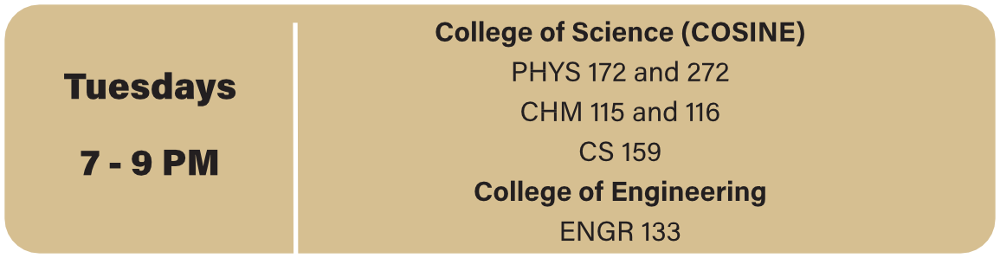 Tuesdays
7 - 9 PM
College of Science (COSINE)
PHYS 172 and 272
CHM 115 and 116
CS 159
College of Engineering
ENGR 133